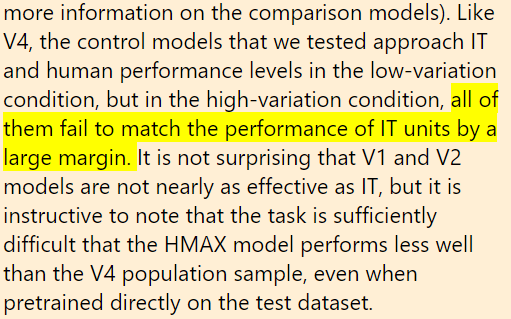 more information on the comparison models). Like
V4, the control models that we tested approach IT
and human performance levels in the low-variation
condition, but in the high-variation condition, all of
them fail to match the performance of IT units by a
large margin. It is not surprising that V1 and V2
models are not nearly as effective as IT, but it is
instructive to note that the task is sufficiently
difficult that the HMAX model performs less well
than the V4 population sample, even when
pretrained directly on the test dataset.